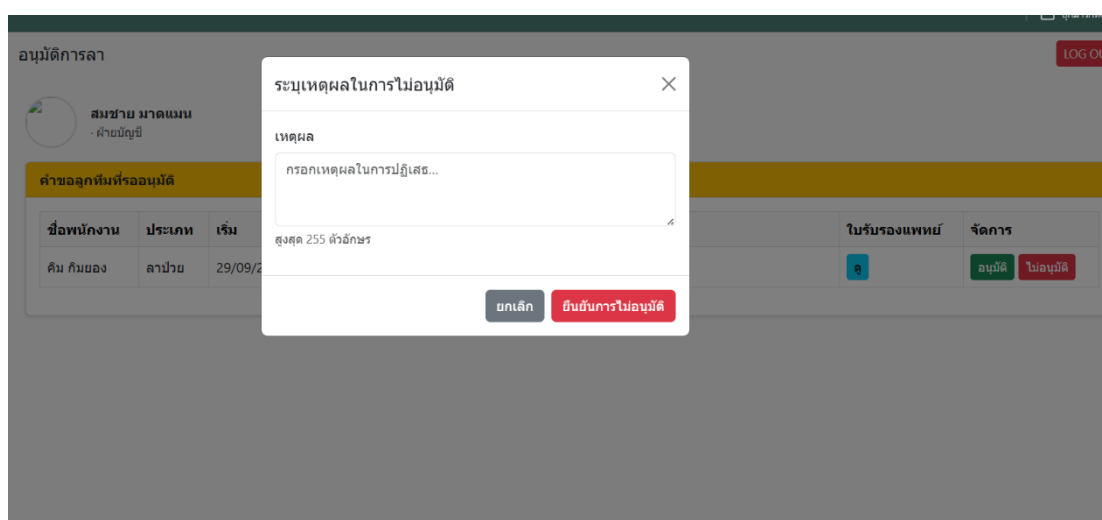 อนุมัติการลา
LOG OU
สมชาย มาดแมน
- ฝ่ายบัญชี
คำขอลูกทีมที่รออนุมัติ
ชื่อพนักงาน ประเภท เริ่ม ใบรับรองแพทย์ จัดการ
คิม กิมยอง ลาป่วย 29/09/2 ดู อนุมัติ ไม่อนุมัติ
ระบุเหตุผลในการไม่อนุมัติ
เหตุผล
กรอกเหตุผลในการปฏิเสธ...
สูงสุด 255 ตัวอักษร
ยกเลิก ยืนยันการไม่อนุมัติ